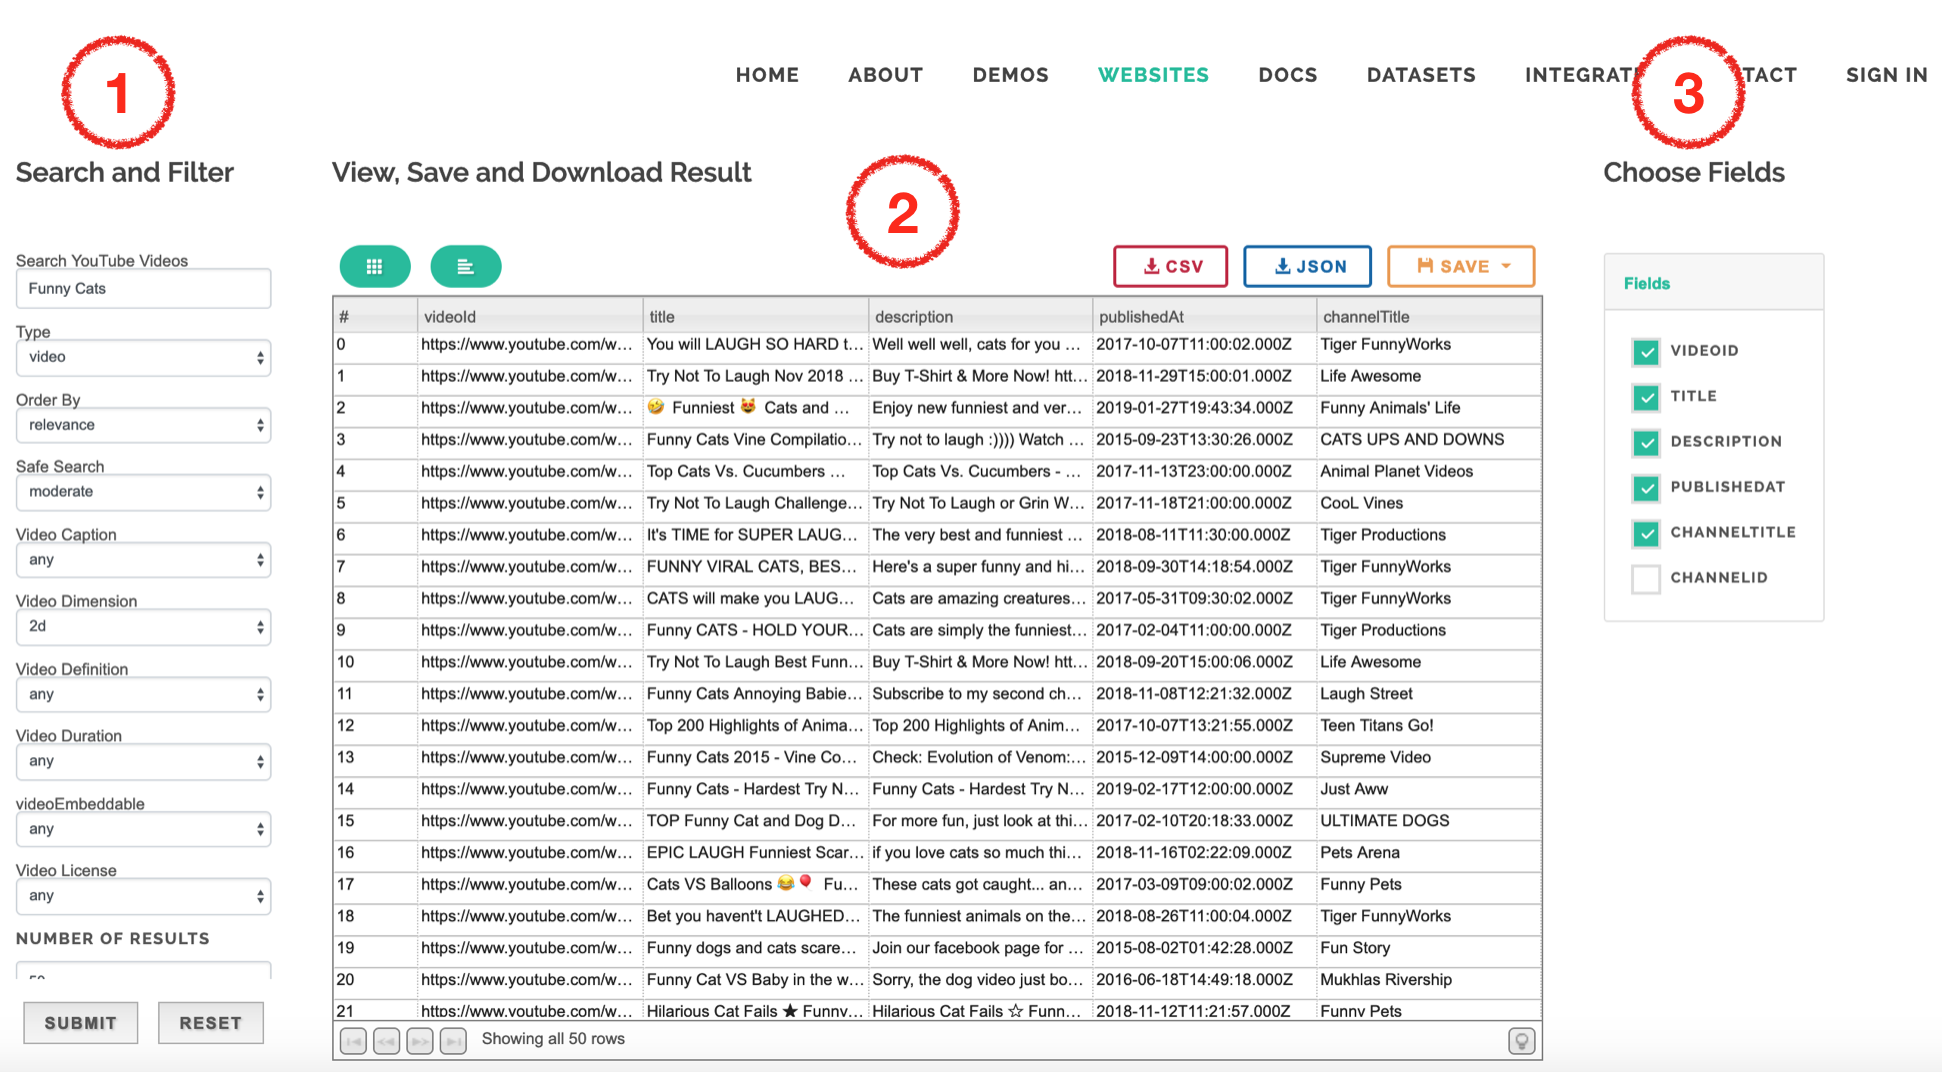 1
3
HOME ABOUT DEMOS WEBSITES DOCS DATASETS INTEGRAT TACT SIGN IN
Search and Filter
View, Save and Download Result
2
Choose Fields
Search YouTube Videos
Funny Cats
Type
video
Order By
relevance
Safe Search
moderate
Video Caption
any
Video Dimension
2d
Video Definition
any
Video Duration
any
videoEmbeddable
any
Video License
any
NUMBER OF RESULTS
50
SUBMIT RESET
CSV JSON SAVE
# videoId title description publishedAt channelTitle
0 https://www.youtube.com/w... You will LAUGH SO HARD t... Well well well, cats for you ... 2017-10-07T11:00:02.000Z Tiger FunnyWorks
1 https://www.youtube.com/w... Try Not To Laugh Nov 2018 ... Buy T-Shirt & More Now! htt... 2018-11-29T15:00:01.000Z Life Awesome
2 https://www.youtube.com/w... 🤣 Funniest 😻 Cats and ... Enjoy new funniest and ver... 2019-01-27T19:43:34.000Z Funny Animals' Life
3 https://www.youtube.com/w... Funny Cats Vine Compilatio... Try not to laugh :)))) Watch ... 2015-09-23T13:30:26.000Z CATS UPS AND DOWNS
4 https://www.youtube.com/w... Top Cats Vs. Cucumbers ... Top Cats Vs. Cucumbers - ... 2017-11-13T23:00:00.000Z Animal Planet Videos
5 https://www.youtube.com/w... Try Not To Laugh Challenge... Try Not To Laugh or Grin W... 2017-11-18T21:00:00.000Z CooL Vines
6 https://www.youtube.com/w... It's TIME for SUPER LAUG... The very best and funniest ... 2018-08-11T11:30:00.000Z Tiger Productions
7 https://www.youtube.com/w... FUNNY VIRAL CATS, BES... Here's a super funny and hi... 2018-09-30T14:18:54.000Z Tiger FunnyWorks
8 https://www.youtube.com/w... CATS will make you LAUG... Cats are amazing creatures... 2017-05-31T09:30:02.000Z Tiger FunnyWorks
9 https://www.youtube.com/w... Funny CATS - HOLD YOUR... Cats are simply the funniest... 2017-02-04T11:00:00.000Z Tiger Productions
10 https://www.youtube.com/w... Try Not To Laugh Best Funn... Buy T-Shirt & More Now! htt... 2018-09-20T15:00:06.000Z Life Awesome
11 https://www.youtube.com/w... Funny Cats Annoying Babie... Subscribe to my second ch... 2018-11-08T12:21:32.000Z Laugh Street
12 https://www.youtube.com/w... Top 200 Highlights of Anima... Top 200 Highlights of Anim... 2017-10-07T13:21:55.000Z Teen Titans Go!
13 https://www.youtube.com/w... Funny Cats 2015 - Vine Co... Check: Evolution of Venom:... 2015-12-09T14:00:00.000Z Supreme Video
14 https://www.youtube.com/w... Funny Cats - Hardest Try N... Funny Cats - Hardest Try N... 2019-02-17T12:00:00.000Z Just Aww
15 https://www.youtube.com/w... TOP Funny Cat and Dog D... For more fun, just look at thi... 2017-02-10T20:18:33.000Z ULTIMATE DOGS
16 https://www.youtube.com/w... EPIC LAUGH Funniest Scar... if you love cats so much thi... 2018-11-16T02:22:09.000Z Pets Arena
17 https://www.youtube.com/w... Cats VS Balloons 😂🎈 Fu... These cats got caught... an... 2017-03-09T09:00:02.000Z Funny Pets
18 https://www.youtube.com/w... Bet you haven't LAUGHED... The funniest animals on the... 2018-08-26T11:00:04.000Z Tiger FunnyWorks
19 https://www.youtube.com/w... Funny dogs and cats scare... Join our facebook page for ... 2015-08-02T01:42:28.000Z Fun Story
20 https://www.youtube.com/w... Funny Cat VS Baby in the w... Sorry, the dog video just bo... 2016-06-18T14:49:18.000Z Mukhlas Rivership
21 https://www.youtube.com/w... Hilarious Cat Fails ★ Funny... Hilarious Cat Fails ☆ Funn... 2018-11-12T11:21:57.000Z Funny Pets
Showing all 50 rows
Fields
VIDEOID
TITLE
DESCRIPTION
PUBLISHEDAT
CHANNELTITLE
CHANNELID